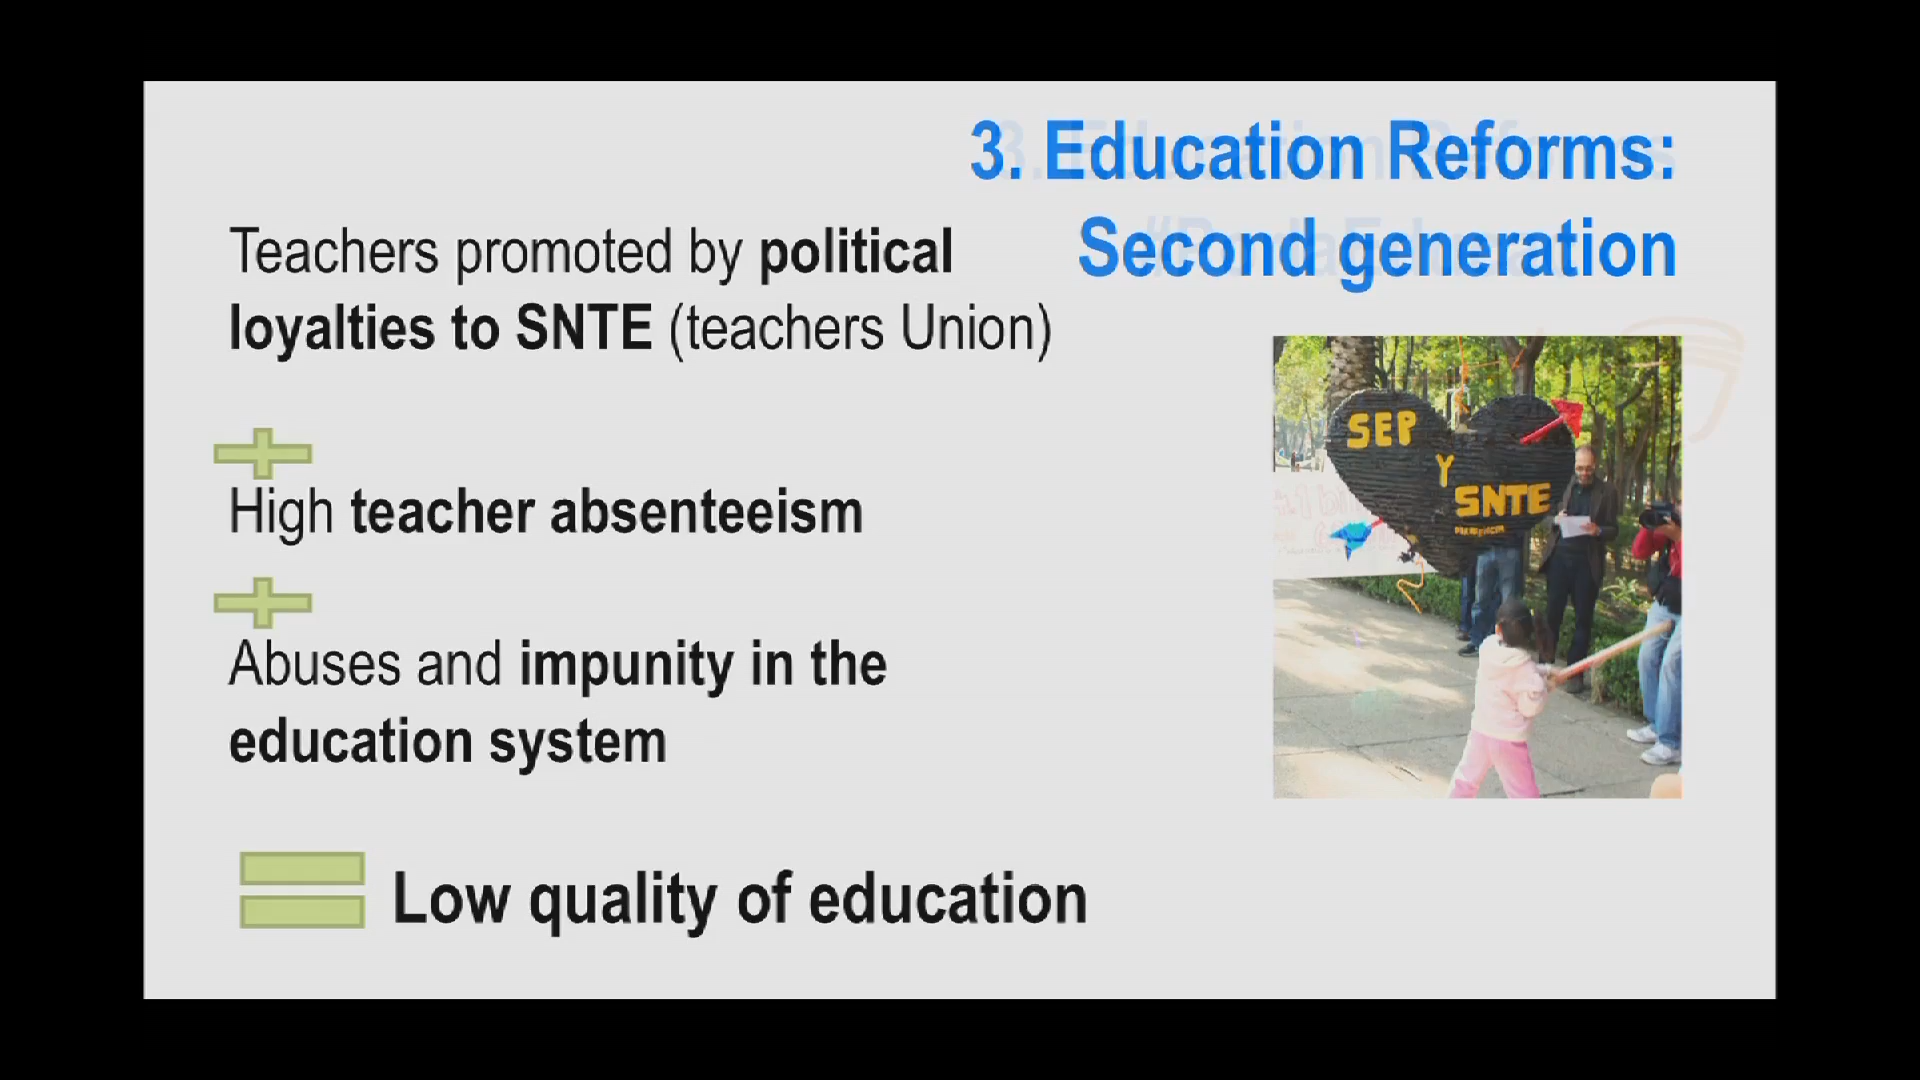 3. Education Reforms:
Second generation
Teachers promoted by political
loyalties to SNTE (teachers Union)
High teacher absenteeism
Abuses and impunity in the
education system
Low quality of education
SEP
Y
SNTE